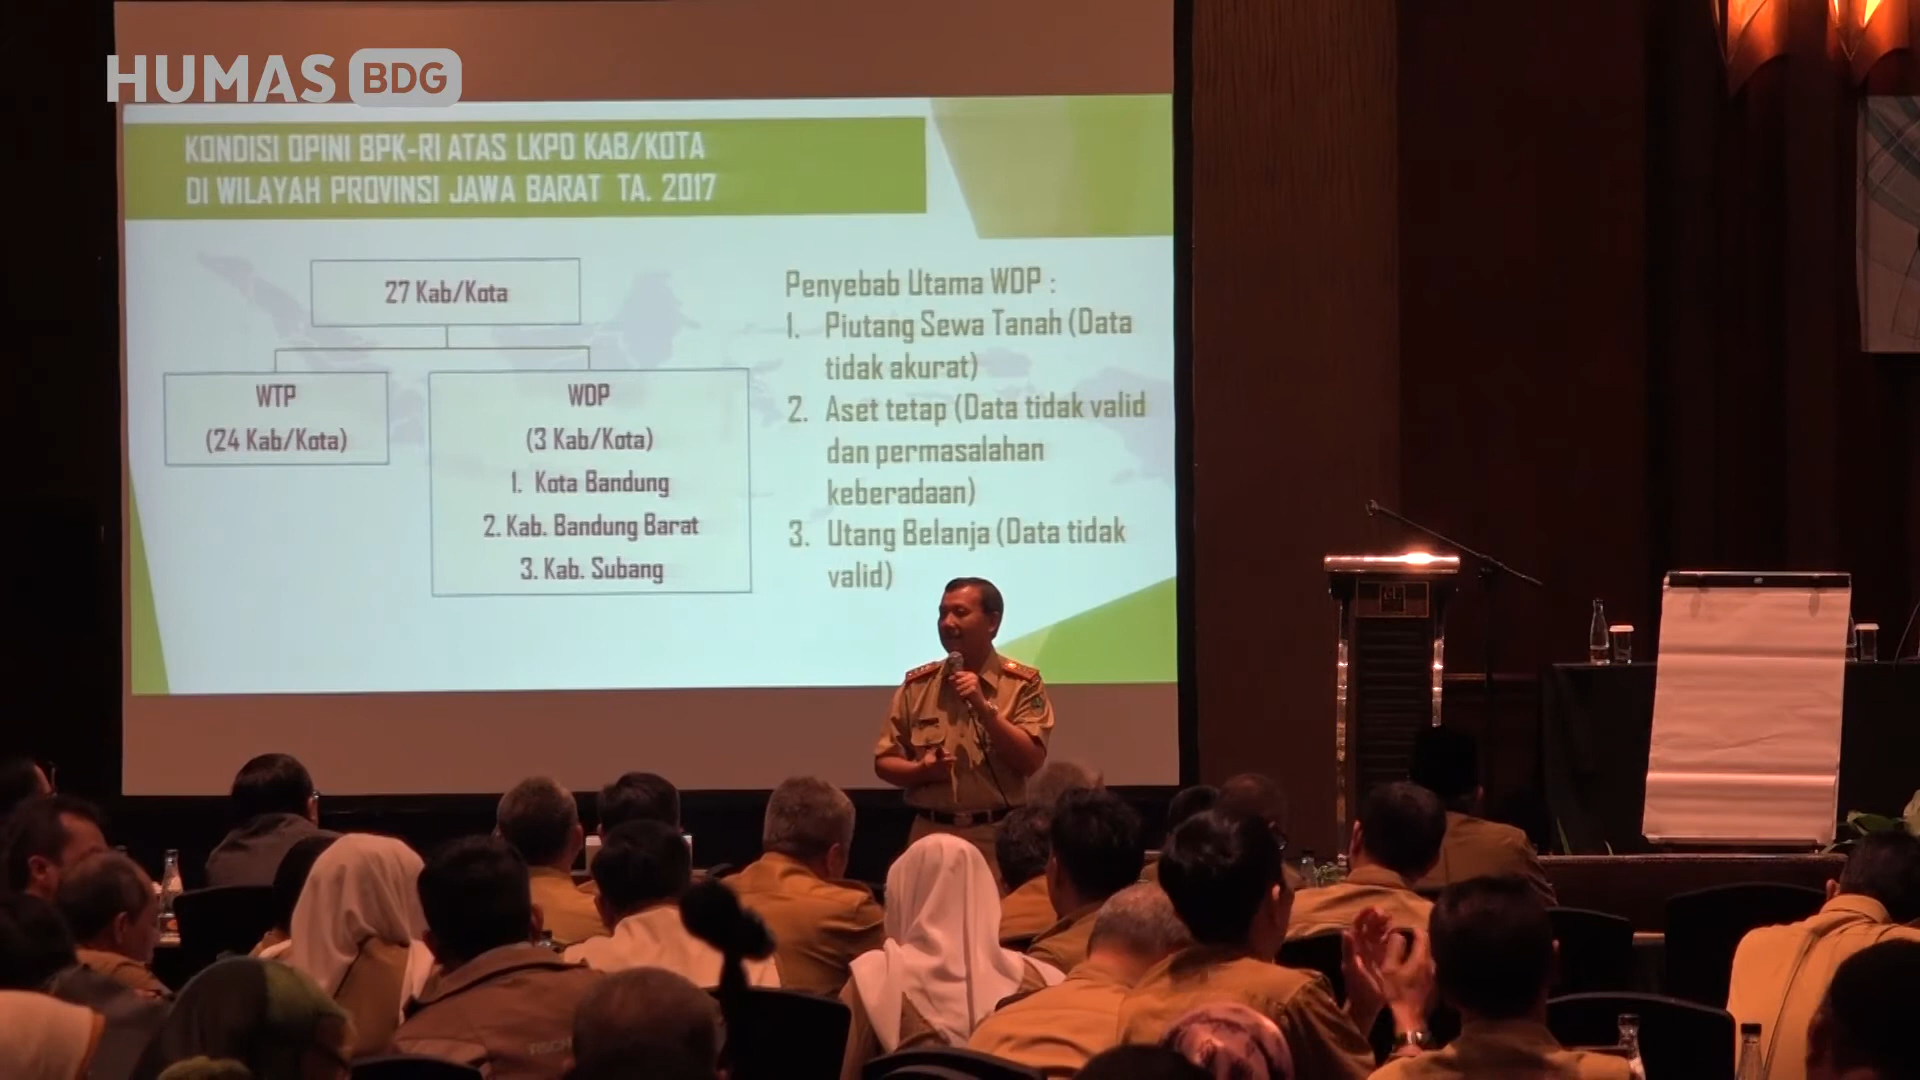 HUMAS BDG
KONDISI OPINI BPK-RI ATAS LKPD KAB/KOTA
DI WILAYAH PROVINSI JAWA BARAT TA. 2017
27 Kab/Kota
WTP
(24 Kab/Kota)
WDP
(3 Kab/Kota)
1. Kota Bandung
2. Kab. Bandung Barat
3. Kab. Subang
Penyebab Utama WDP :
1. Piutang Sewa Tanah (Data
tidak akurat)
2. Aset tetap (Data tidak valid
dan permasalahan
keberadaan)
3. Utang Belanja (Data tidak
valid)